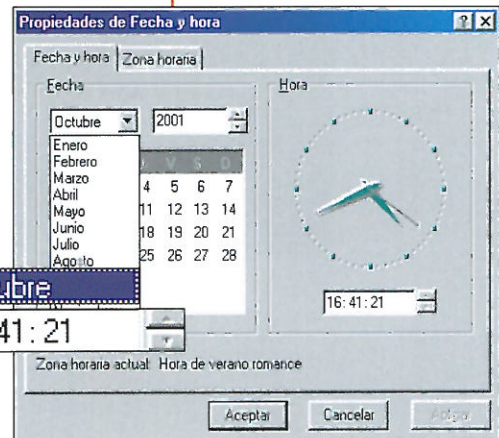 Propiedades de Fecha y hora
Fecha y hora Zona horaria
Fecha
Hora
Octubre 2001
Enero
Febrero
Marzo
Abril
Mayo
Junio
Julio
Agosto
V S D
4 5 6 7
11 12 13 14
18 19 20 21
25 26 27 28
ubre
41:21
16:41:21
Zona horaria actual: Hora de verano romance
Aceptar Cancelar Aplicar